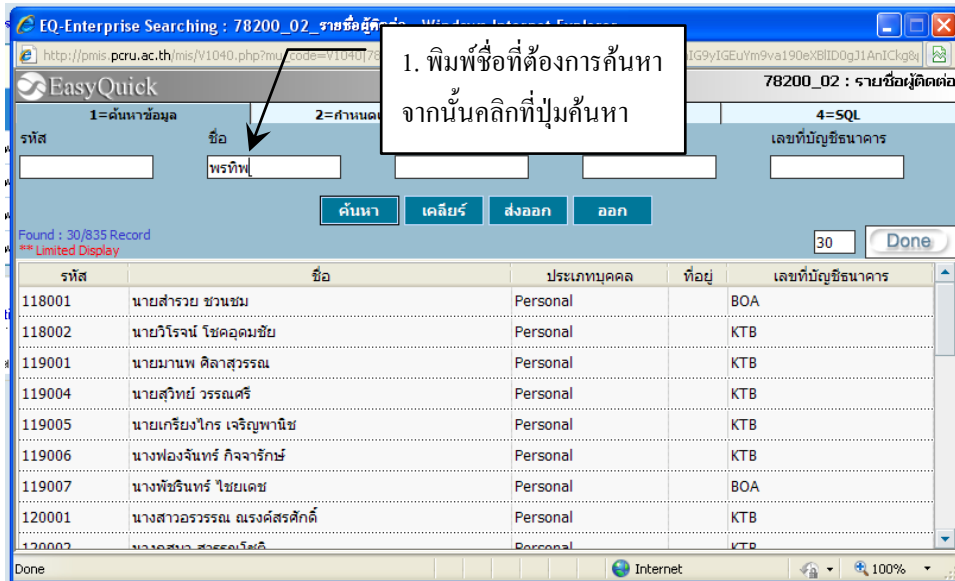 EQ-Enterprise Searching : 78200_02_รายชื่อผู้ติดต่อ - Windows Internet Explorer
http://pmis.pcru.ac.th/mis/V1040.php?mu_code=V1040|78
1. พิมพ์ชื่อที่ต้องการค้นหา
จากนั้นคลิกที่ปุ่มค้นหา
EasyQuick
78200_02 : รายชื่อผู้ติดต่อ
1=ค้นหาข้อมูล 4=SQL
รหัส ชื่อ เลขที่บัญชีธนาคาร
พรทิพ
ค้นหา เคลียร์ ส่งออก ออก
Found : 30/835 Record
** Limited Display
30 Done
รหัส ชื่อ ประเภทบุคคล ที่อยู่ เลขที่บัญชีธนาคาร
118001 นายสำรวย ชวนชม Personal BOA
118002 นายวิโรจน์ โชคอุดมชัย Personal KTB
119001 นายมานพ ศิลาสุวรรณ Personal KTB
119004 นายสุวิทย์ วรรณศรี Personal KTB
119005 นายเกรียงไกร เจริญพานิช Personal KTB
119006 นางฟองจันทร์ กิจจารักษ์ Personal KTB
119007 นางพัชรินทร์ ไชยเดช Personal BOA
120001 นางสาวอรวรรณ ณรงค์สรศักดิ์ Personal KTB
120002 Personal KTB
Done Internet 100%